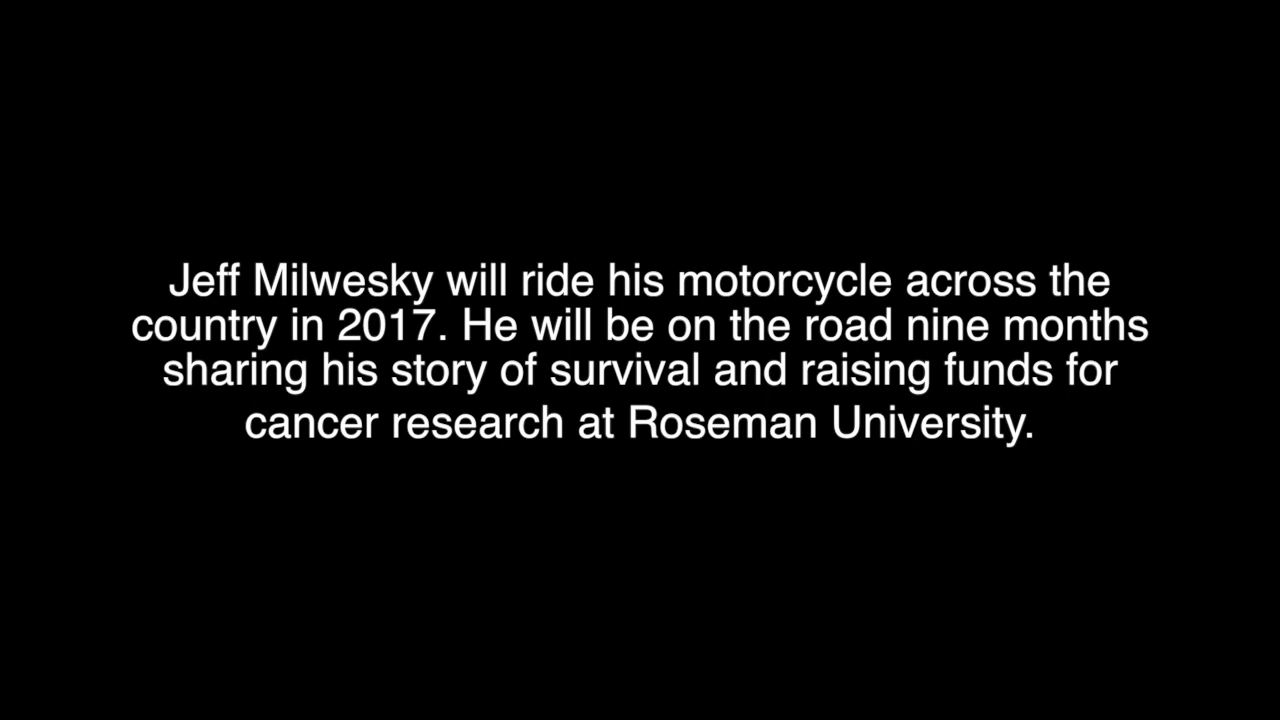 Jeff Milwesky will ride his motorcycle across the
country in 2017. He will be on the road nine months
sharing his story of survival and raising funds for
cancer research at Roseman University.